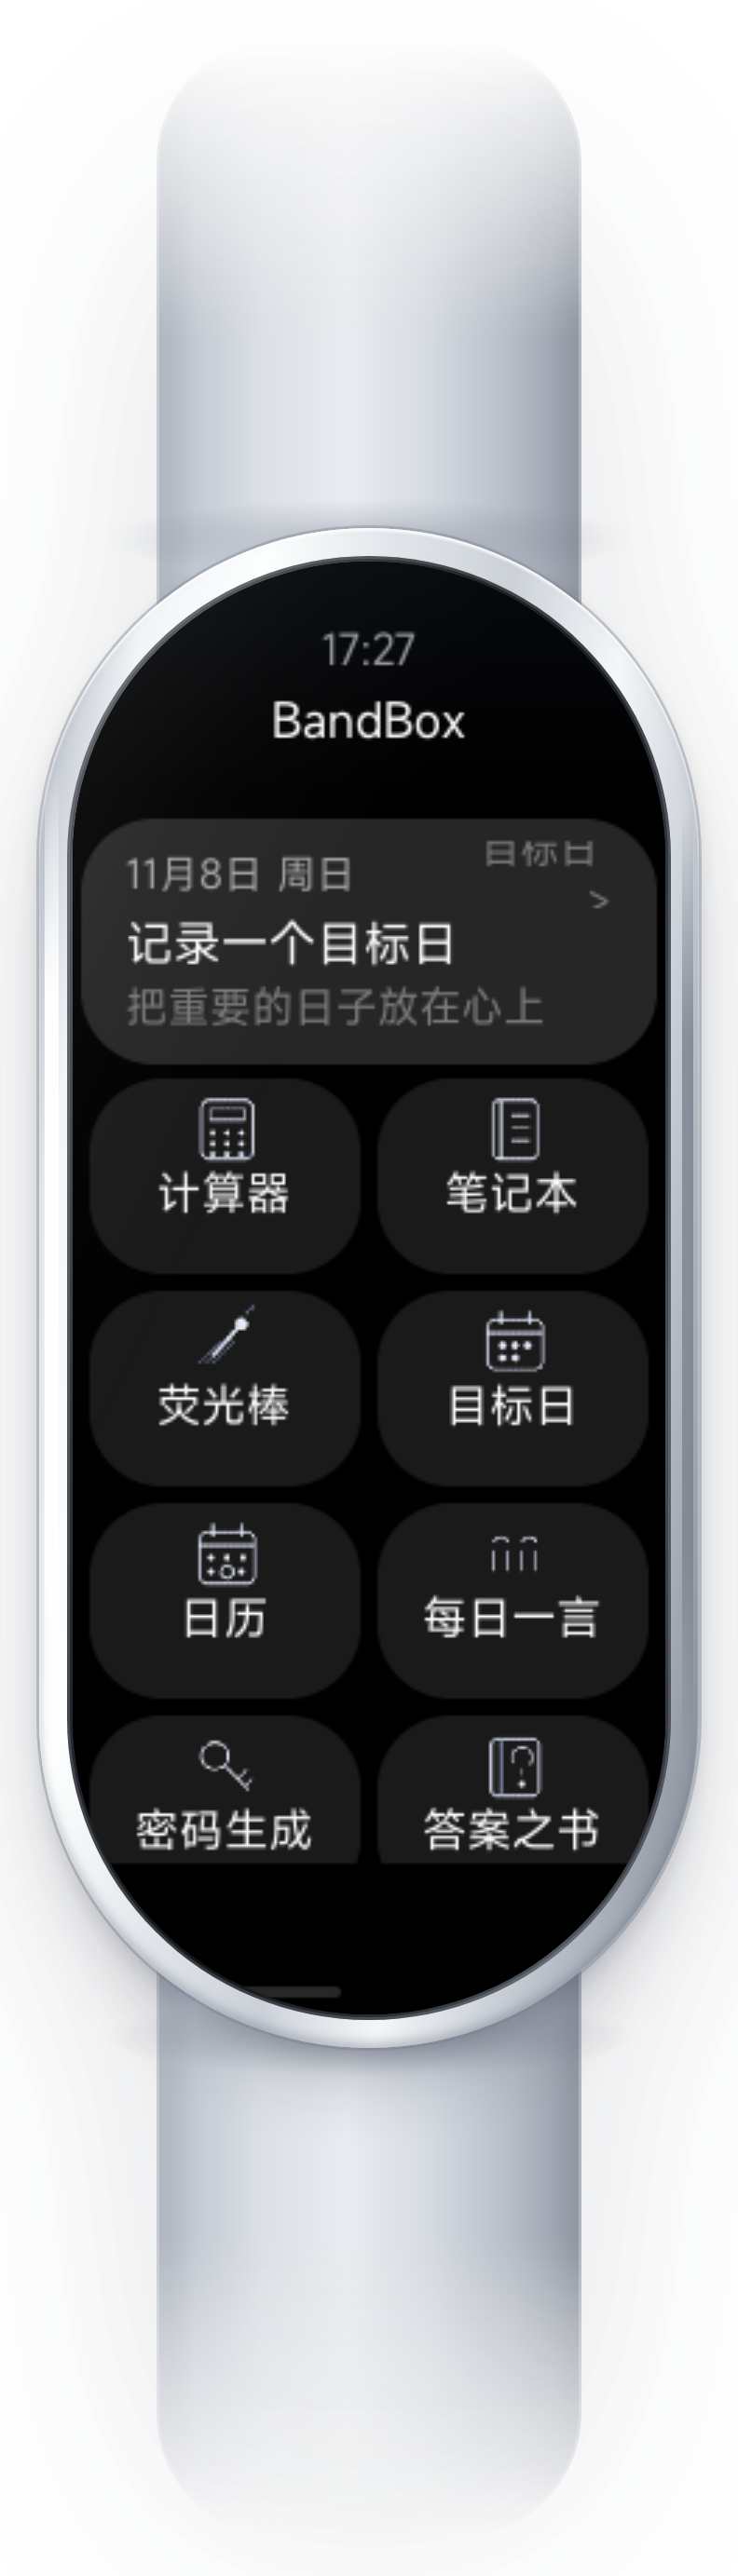 17:27
BandBox
11月8日 周日
目标日 >
记录一个目标日
把重要的日子放在心上
计算器
笔记本
荧光棒
目标日
日历
每日一言
密码生成
答案之书